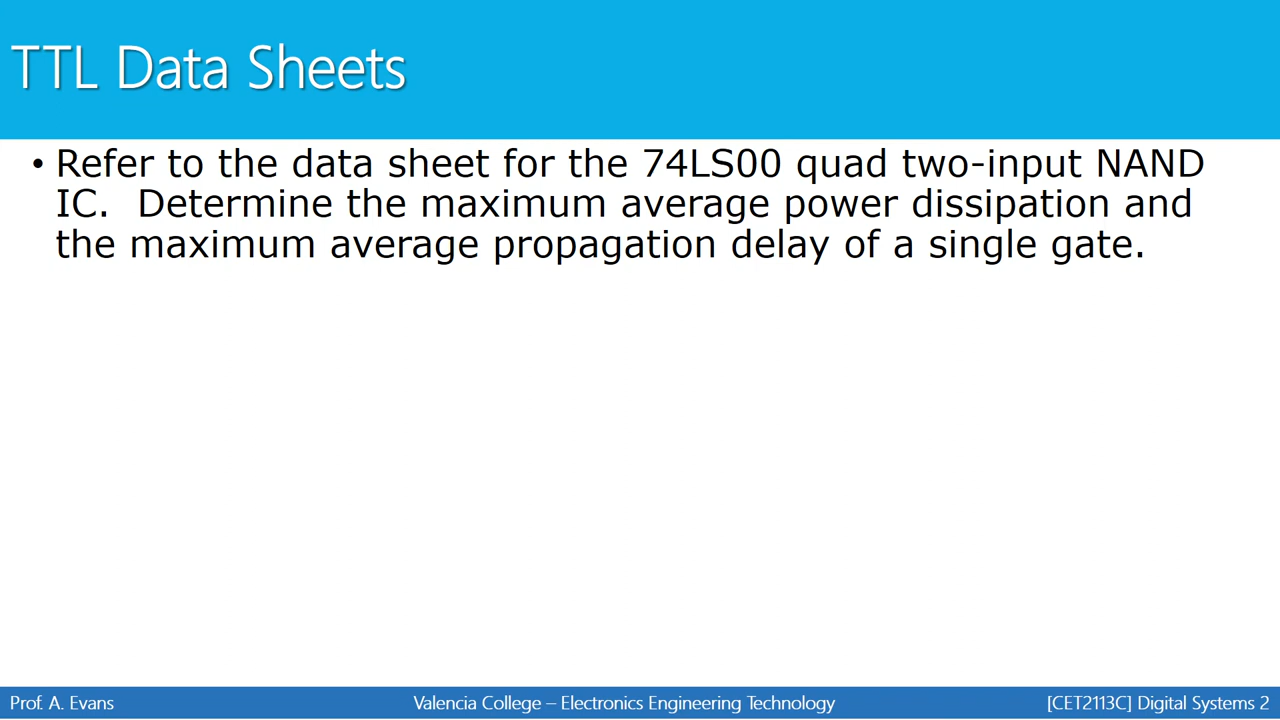 TTL Data Sheets
• Refer to the data sheet for the 74LS00 quad two-input NAND
IC.  Determine the maximum average power dissipation and
the maximum average propagation delay of a single gate.
Prof. A. Evans
Valencia College – Electronics Engineering Technology
[CET2113C] Digital Systems 2